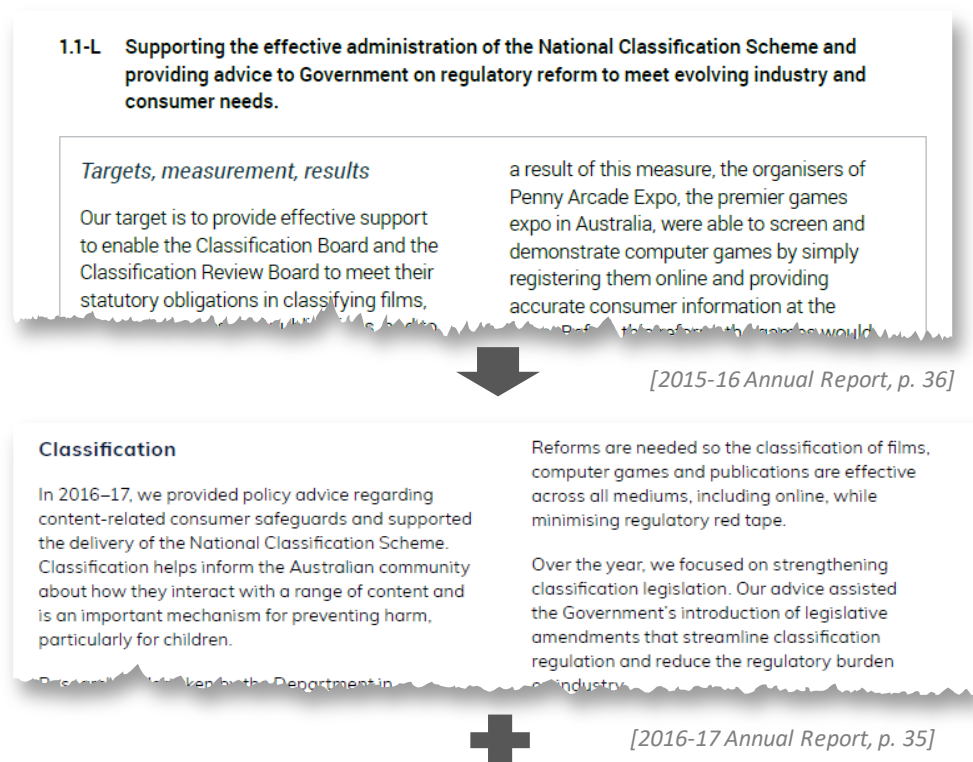 1.1-L Supporting the effective administration of the National Classification Scheme and
providing advice to Government on regulatory reform to meet evolving industry and
consumer needs.
Targets, measurement, results
Our target is to provide effective support
to enable the Classification Board and the
Classification Review Board to meet their
statutory obligations in classifying films,
a result of this measure, the organisers of
Penny Arcade Expo, the premier games
expo in Australia, were able to screen and
demonstrate computer games by simply
registering them online and providing
accurate consumer information at the
would
[2015-16 Annual Report, p. 36]
Classification
In 2016–17, we provided policy advice regarding
content-related consumer safeguards and supported
the delivery of the National Classification Scheme.
Classification helps inform the Australian community
about how they interact with a range of content and
is an important mechanism for preventing harm,
particularly for children.
the Department in
Reforms are needed so the classification of films,
computer games and publications are effective
across all mediums, including online, while
minimising regulatory red tape.
Over the year, we focused on strengthening
classification legislation. Our advice assisted
the Government’s introduction of legislative
amendments that streamline classification
regulation and reduce the regulatory burden
industry
[2016-17 Annual Report, p. 35]